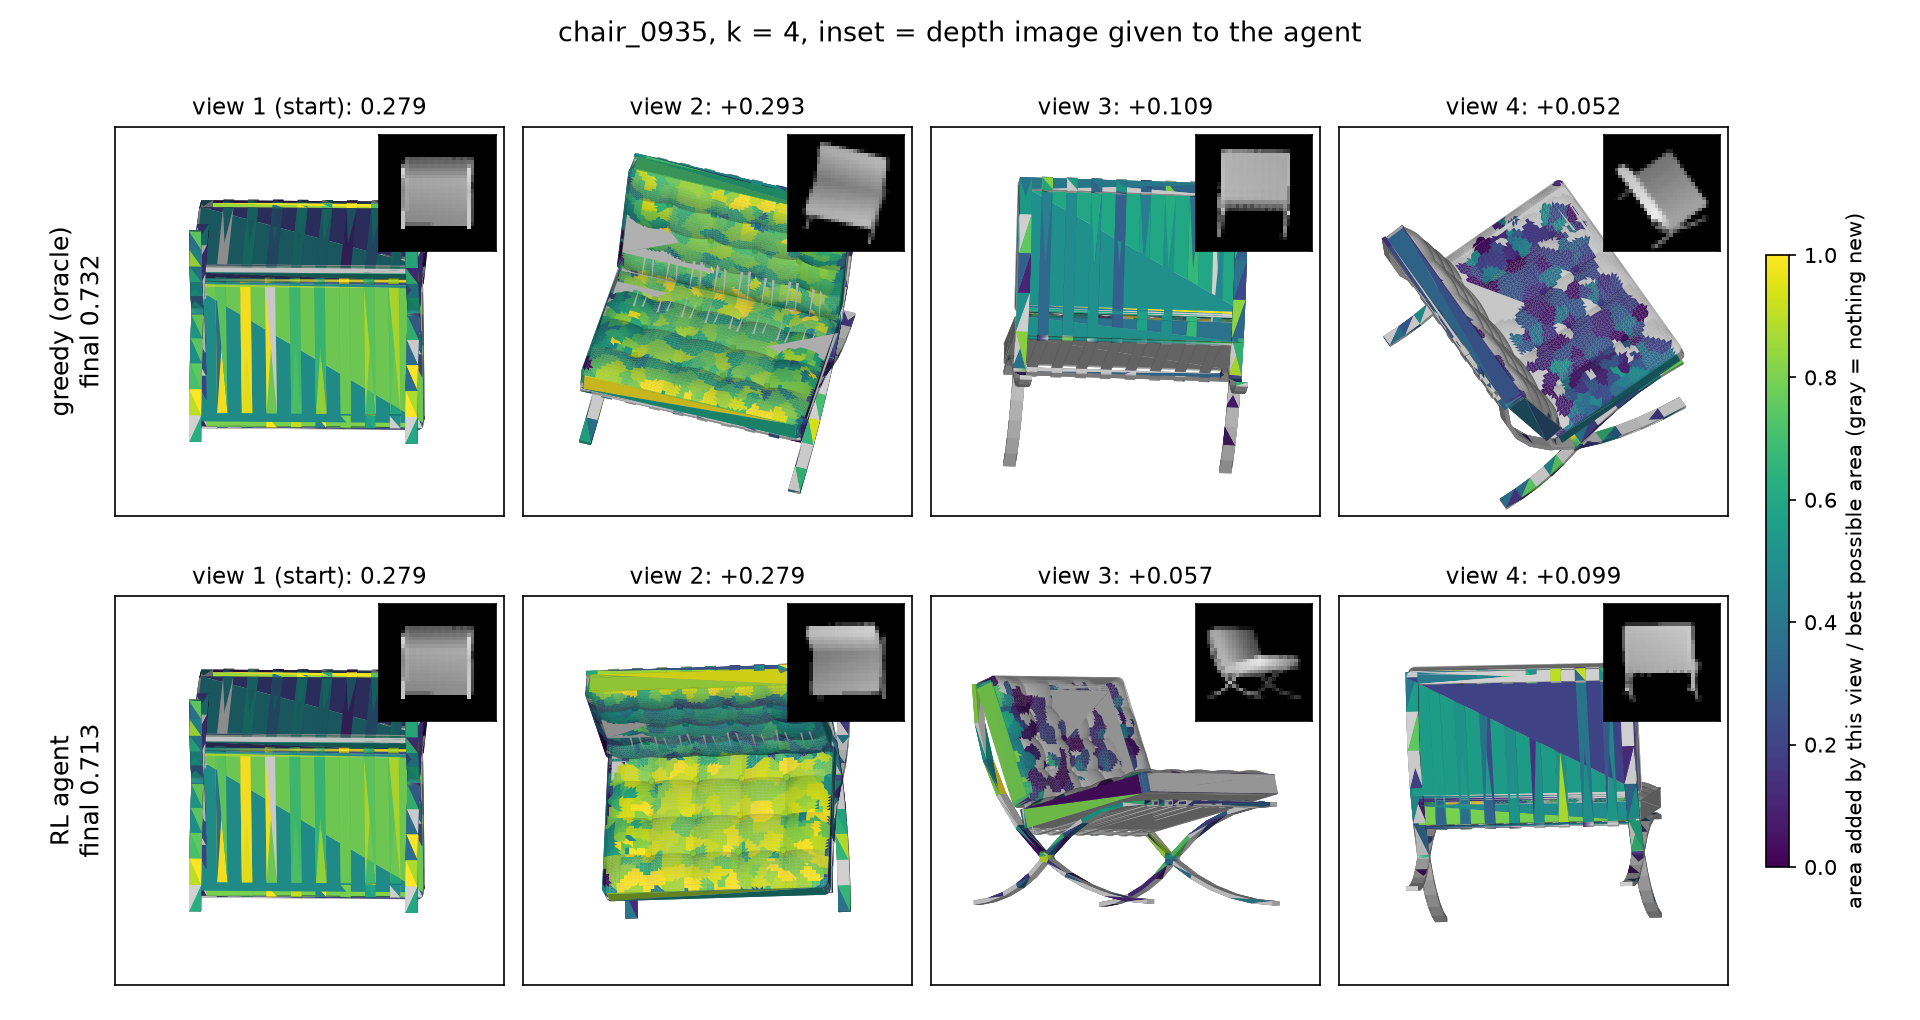 chair_0935, k = 4, inset = depth image given to the agent
greedy (oracle)
final 0.732
view 1 (start): 0.279
view 2: +0.293
view 3: +0.109
view 4: +0.052
RL agent
final 0.713
view 1 (start): 0.279
view 2: +0.279
view 3: +0.057
view 4: +0.099
1.0
0.8
0.6
0.4
0.2
0.0
area added by this view / best possible area (gray = nothing new)